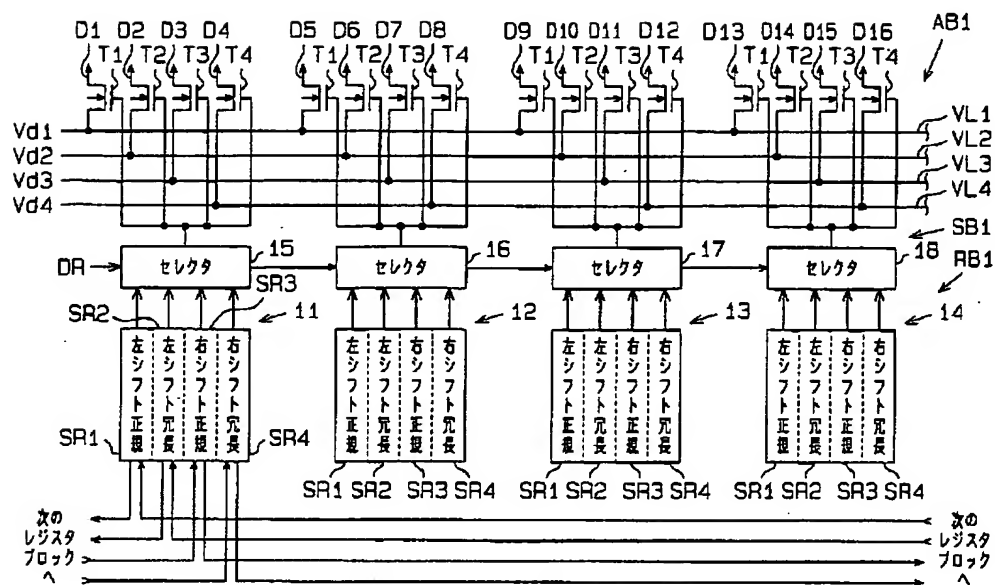 D1 D2 D3 D4 D5 D6 D7 D8 D9 D10 D11 D12 D13 D14 D15 D16 AB1
T1 T2 T3 T4 T1 T2 T3 T4 T1 T2 T3 T4 T1 T2 T3 T4
Vd1 VL1
Vd2 VL2
Vd3 VL3
Vd4 VL4
SB1
15 16 17 18
DR セレクタ セレクタ セレクタ セレクタ RB1
SR2 SR3 11 12 13 14
左シフト正規 左シフト冗長 右シフト正規 右シフト冗長
左シフト正規 左シフト冗長 右シフト正規 右シフト冗長
左シフト正規 左シフト冗長 右シフト正規 右シフト冗長
左シフト正規 左シフト冗長 右シフト正規 右シフト冗長
SR1 SR4
SR1 SR2 SR3 SR4 SR1 SR2 SR3 SR4 SR1 SR2 SR3 SR4
次の
レジスタ
ブロック
へ
次の
レジスタ
ブロック
へ